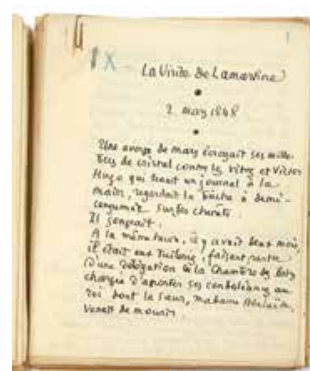 IX -
La Visite de Lamartine
2 mars 1848
Une averse de mars écrasait ses mille
becs de cristal contre les vitres et Victor
Hugo qui tenait un journal à la
main, regardait la bûche à demi-
consumée sur les chenets.
Il songeait.
A la même heure, il y avait deux mois,
il était aux Tuileries, faisant partie
d'une délégation de la Chambre des Pairs
chargée d'apporter ses condoléances au
roi dont la sœur, madame Adélaïde,
venait de mourir.